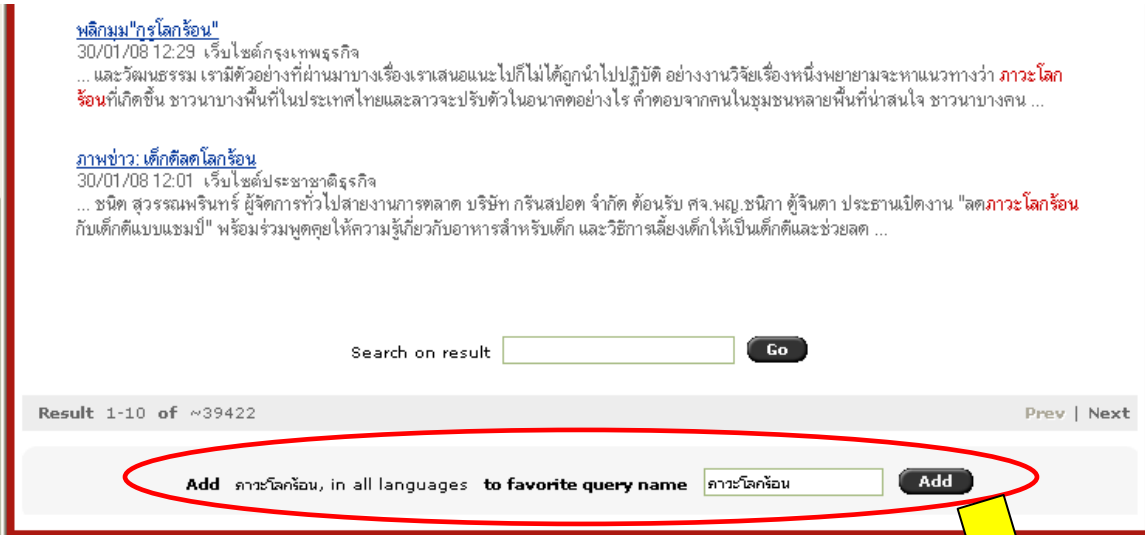 พลิกมุม"กูรูโลกร้อน"
30/01/08 12:29 เว็บไซต์กรุงเทพธุรกิจ
... และวัฒนธรรม เรามีตัวอย่างที่ผ่านมาบางเรื่องเราเสนอแนะไปก็ไม่ได้ถูกนำไปปฏิบัติ อย่างงานวิจัยเรื่องหนึ่งพยายามจะหาแนวทางว่า ภาวะโลก
ร้อนที่เกิดขึ้น ชาวนาบางพื้นที่ในประเทศไทยและลาวจะปรับตัวในอนาคตอย่างไร คำตอบจากคนในชุมชนหลายพื้นที่น่าสนใจ ชาวนาบางคน ...
ภาพข่าว: เด็กดีลดโลกร้อน
30/01/08 12:01 เว็บไซต์ประชาชาติธุรกิจ
... ชนิต สุวรรณพรินทร์ ผู้จัดการทั่วไปสายงานการตลาด บริษัท กรีนสปอต จำกัด ต้อนรับ ศจ.พญ.ชนิกา ตู้จินดา ประธานเปิดงาน "ลดภาวะโลกร้อน
กับเด็กดีแบบแชมป์" พร้อมร่วมพูดคุยให้ความรู้เกี่ยวกับอาหารสำหรับเด็ก และวิธีการเลี้ยงเด็กให้เป็นเด็กดีและช่วยลด ...
Search on result Go
Result 1-10 of ~39422 Prev | Next
Add ภาวะโลกร้อน, in all languages to favorite query name ภาวะโลกร้อน Add